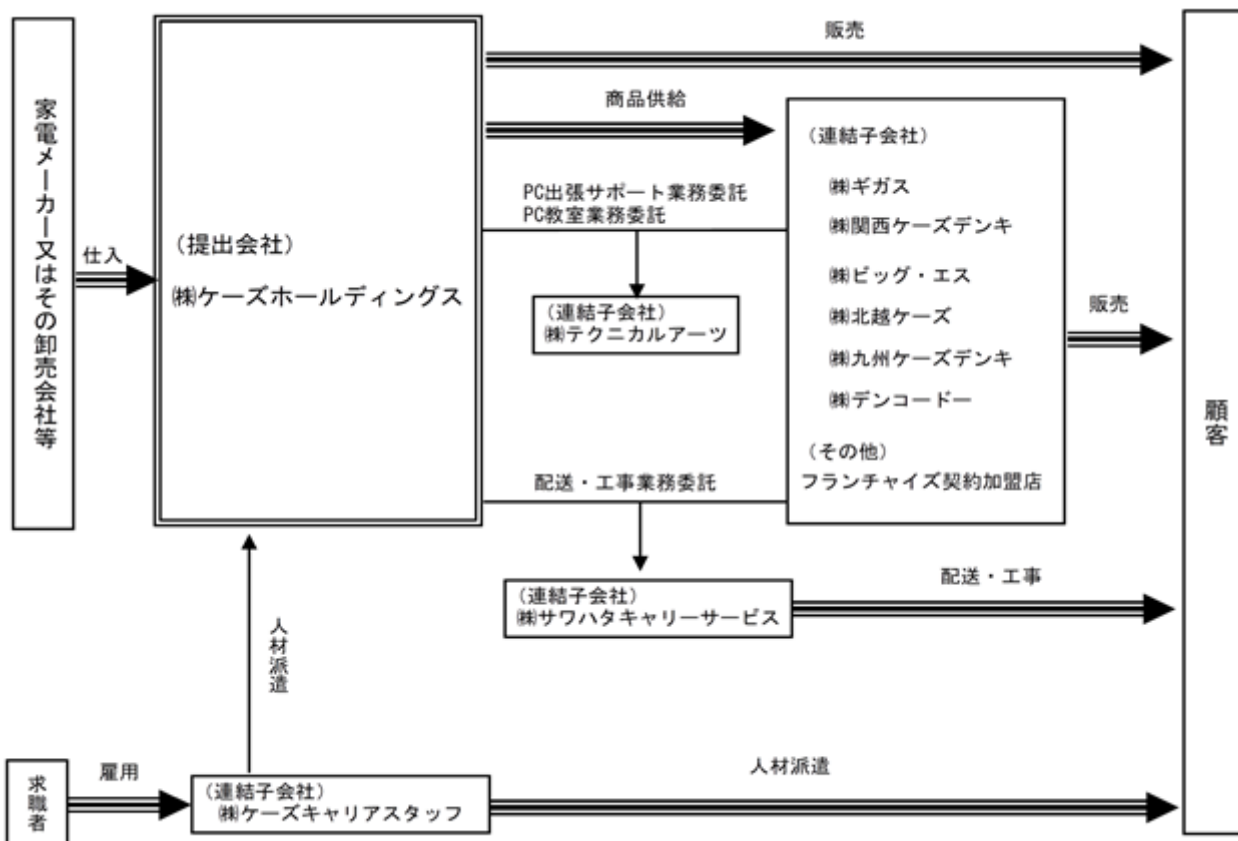 家電メーカー又はその卸売会社等
仕入
（提出会社）
㈱ケーズホールディングス
販売
商品供給
PC出張サポート業務委託
PC教室業務委託
（連結子会社）
㈱テクニカルアーツ
（連結子会社）
㈱ギガス
㈱関西ケーズデンキ
㈱ビッグ・エス
㈱北越ケーズ
㈱九州ケーズデンキ
㈱デンコードー
（その他）
フランチャイズ契約加盟店
販売
顧客
配送・工事業務委託
（連結子会社）
㈱サワハタキャリーサービス
配送・工事
人材派遣
求職者
雇用
（連結子会社）
㈱ケーズキャリアスタッフ
人材派遣